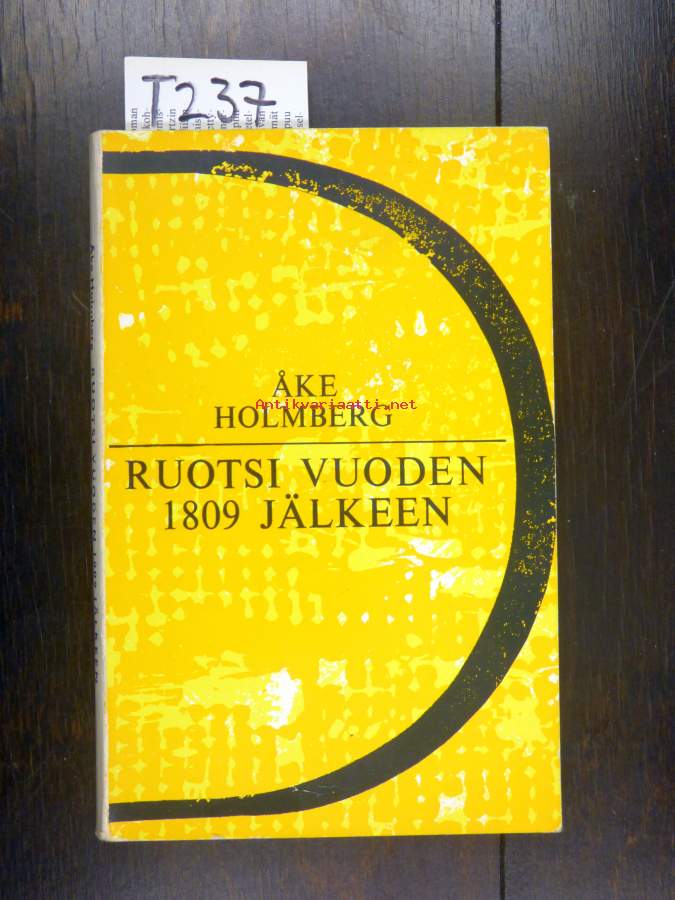 T237
ÅKE
HOLMBERG
Antikvariaatti.net
RUOTSI VUODEN
1809 JÄLKEEN